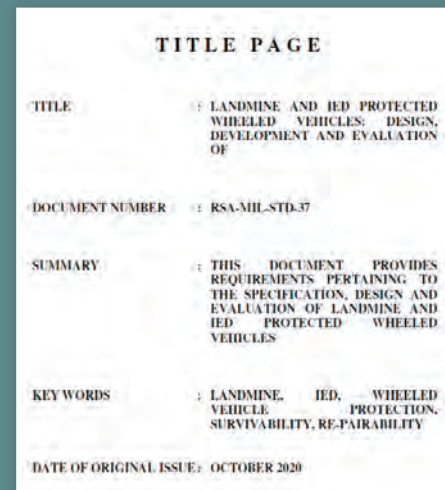 TITLE PAGE
TITLE : LANDMINE AND IED PROTECTED
WHEELED VEHICLES: DESIGN,
DEVELOPMENT AND EVALUATION
OF
DOCUMENT NUMBER : RSA-MIL-STD-37
SUMMARY : THIS DOCUMENT PROVIDES
REQUIREMENTS PERTAINING TO
THE SPECIFICATION, DESIGN AND
EVALUATION OF LANDMINE AND
IED PROTECTED WHEELED
VEHICLES
KEY WORDS : LANDMINE, IED, WHEELED
VEHICLE PROTECTION,
SURVIVABILITY, RE-PAIRABILITY
DATE OF ORIGINAL ISSUE: OCTOBER 2020